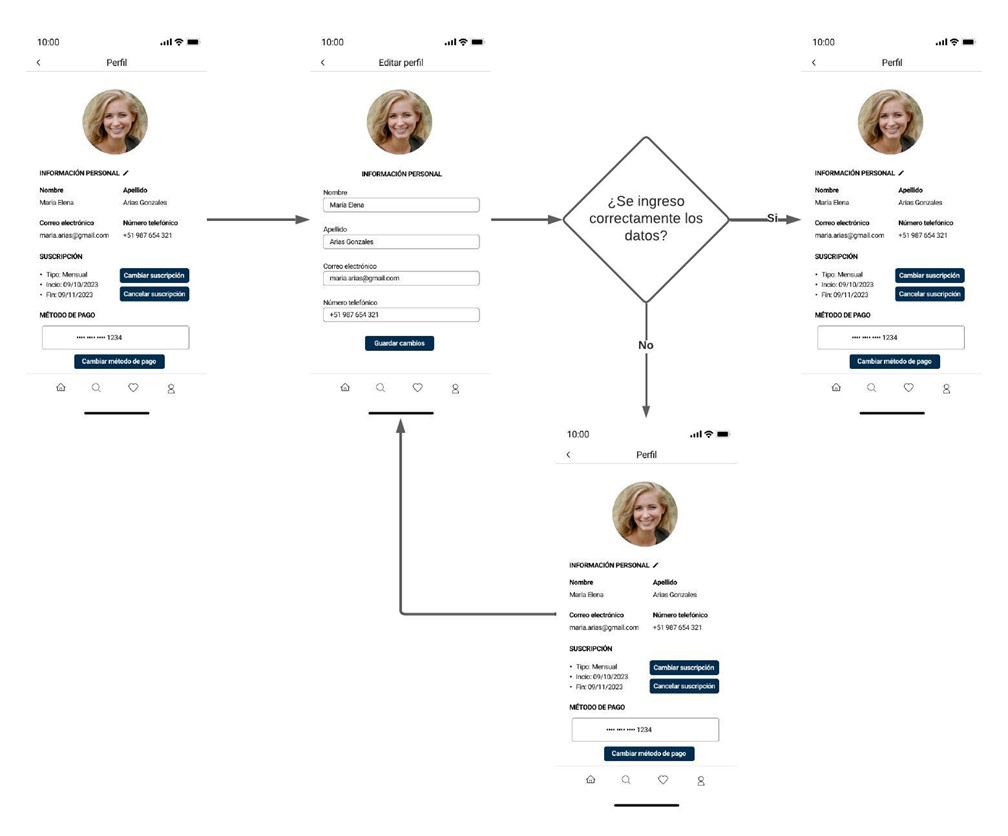 10:00
Perfil
INFORMACIÓN PERSONAL
Nombre Apellido
María Elena Arias Gonzales
Correo electrónico Número telefónico
maria.arias@gmail.com +51 987 654 321
SUSCRIPCIÓN
• Tipo: Mensual
• Incio: 09/10/2023
• Fin: 09/11/2023
Cambiar suscripción
Cancelar suscripción
MÉTODO DE PAGO
•••• •••• •••• 1234
Cambiar método de pago
10:00
Editar perfil
INFORMACIÓN PERSONAL
Nombre
María Elena
Apellido
Arias Gonzales
Correo electrónico
maria.arias@gmail.com
Número telefónico
+51 987 654 321
Guardar cambios
¿Se ingreso
correctamente los
datos?
Si
No
10:00
Perfil
INFORMACIÓN PERSONAL
Nombre Apellido
María Elena Arias Gonzales
Correo electrónico Número telefónico
maria.arias@gmail.com +51 987 654 321
SUSCRIPCIÓN
• Tipo: Mensual
• Incio: 09/10/2023
• Fin: 09/11/2023
Cambiar suscripción
Cancelar suscripción
MÉTODO DE PAGO
•••• •••• •••• 1234
Cambiar método de pago
10:00
Perfil
INFORMACIÓN PERSONAL
Nombre Apellido
María Elena Arias Gonzales
Correo electrónico Número telefónico
maria.arias@gmail.com +51 987 654 321
SUSCRIPCIÓN
• Tipo: Mensual
• Incio: 09/10/2023
• Fin: 09/11/2023
Cambiar suscripción
Cancelar suscripción
MÉTODO DE PAGO
•••• •••• •••• 1234
Cambiar método de pago